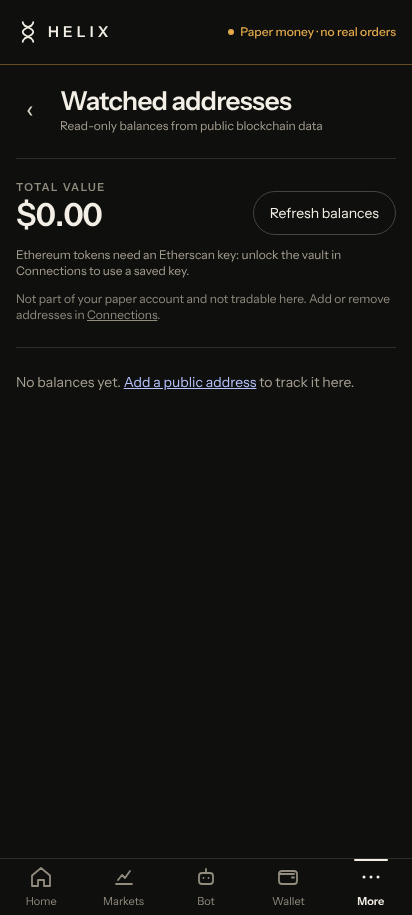 HELIX
Paper money · no real orders
Watched addresses
Read-only balances from public blockchain data
TOTAL VALUE
$0.00
Refresh balances
Ethereum tokens need an Etherscan key: unlock the vault in
Connections to use a saved key.
Not part of your paper account and not tradable here. Add or remove
addresses in Connections.
No balances yet. Add a public address to track it here.
Home
Markets
Bot
Wallet
More